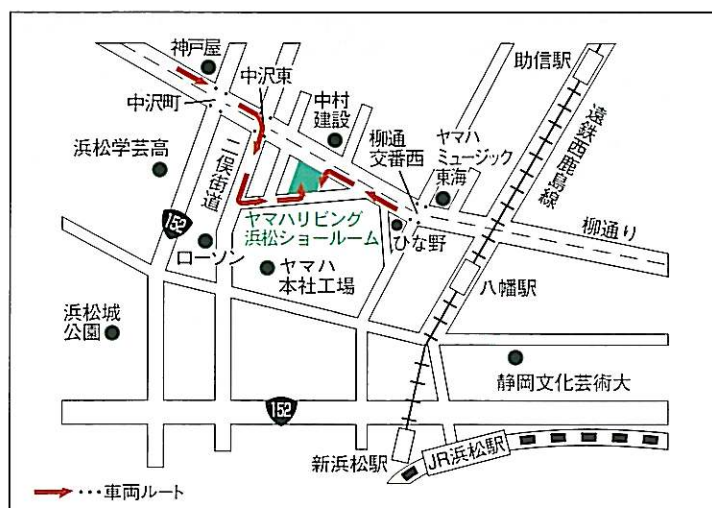 神戸屋
中沢東
助信駅
中沢町
中村
建設
柳通
交番西
ヤマハ
ミュージック
東海
遠鉄西鹿島線
浜松学芸高
二俣街道
152
ローソン
ヤマハリビング
浜松ショールーム
ひな野
柳通り
ヤマハ
本社工場
八幡駅
浜松城
公園
静岡文化芸術大
152
新浜松駅
JR浜松駅
･･･車両ルート